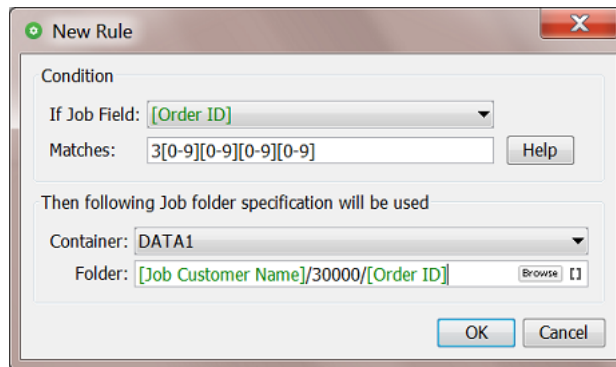 New Rule
Condition
If Job Field: [Order ID]
Matches: 3[0-9][0-9][0-9][0-9] Help
Then following Job folder specification will be used
Container: DATA1
Folder: [Job Customer Name]/30000/[Order ID] Browse []
OK Cancel